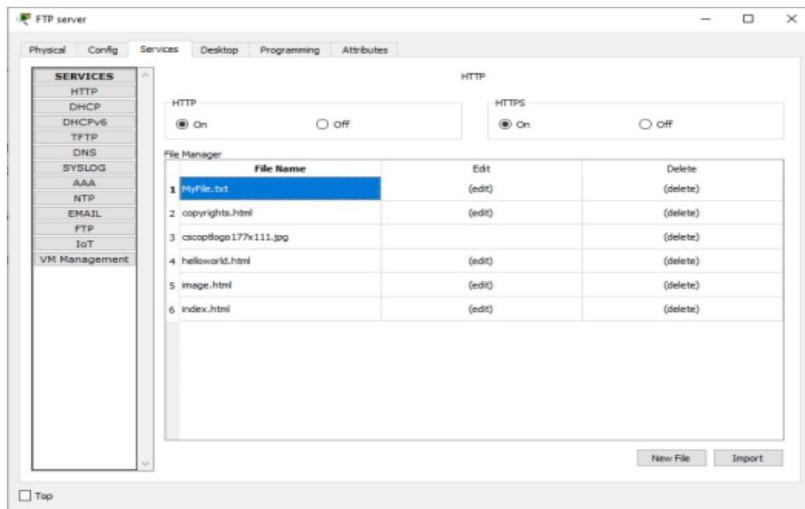 FTP server
Physical Config Services Desktop Programming Attributes
SERVICES
HTTP
DHCP
DHCPv6
TFTP
DNS
SYSLOG
AAA
NTP
EMAIL
FTP
IoT
VM Management
HTTP
HTTP
On Off
HTTPS
On Off
File Manager
File Name Edit Delete
1 MyFile.txt (edit) (delete)
2 copyrights.html (edit) (delete)
3 cscoptlogo177x111.jpg (delete)
4 helloworld.html (edit) (delete)
5 image.html (edit) (delete)
6 index.html (edit) (delete)
New File Import
Top